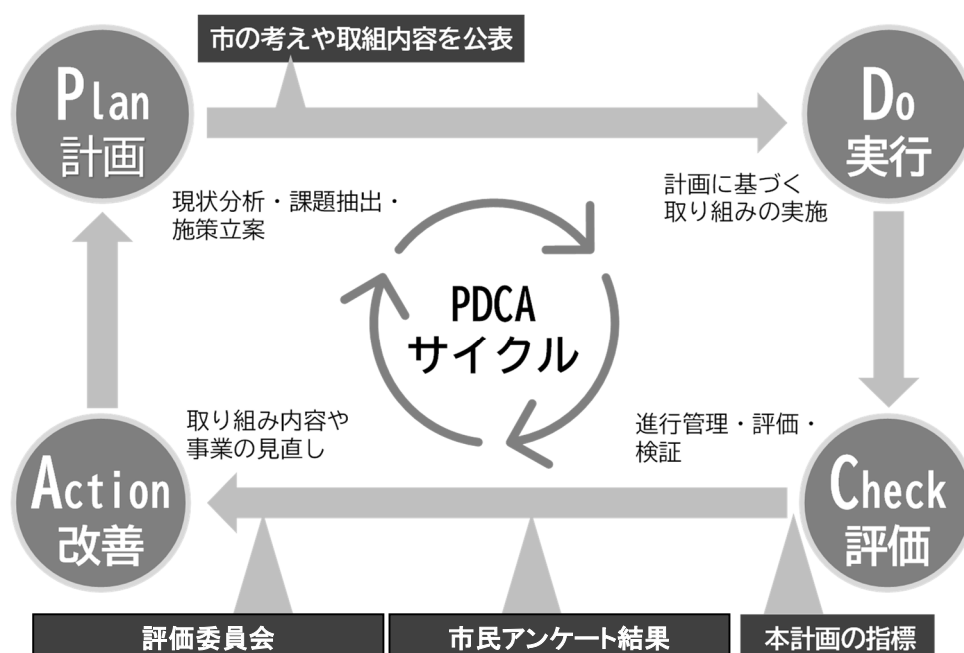 市の考えや取組内容を公表
Plan
計画
Do
実行
現状分析・課題抽出・
施策立案
計画に基づく
取り組みの実施
PDCA
サイクル
取り組み内容や
事業の見直し
進行管理・評価・
検証
Action
改善
Check
評価
評価委員会
市民アンケート結果
本計画の指標